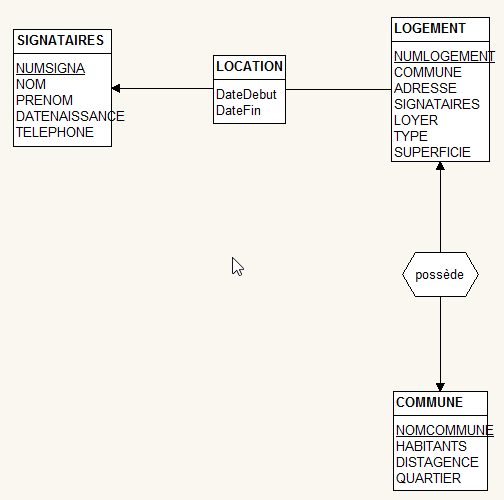 SIGNATAIRES
NUMSIGNA
NOM
PRENOM
DATENAISSANCE
TELEPHONE
LOCATION
DateDebut
DateFin
LOGEMENT
NUMLOGEMENT
COMMUNE
ADRESSE
SIGNATAIRES
LOYER
TYPE
SUPERFICIE
possède
COMMUNE
NOMCOMMUNE
HABITANTS
DISTAGENCE
QUARTIER